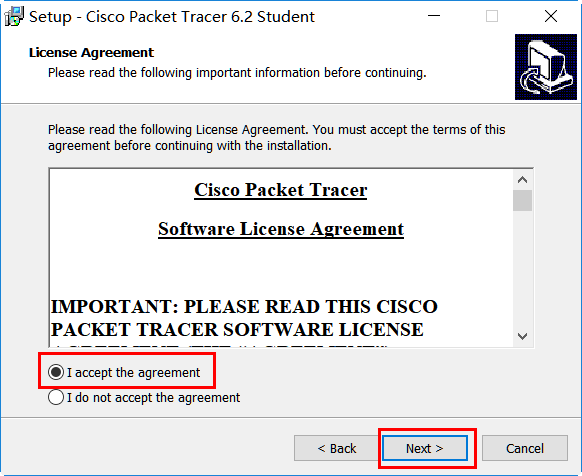 Setup - Cisco Packet Tracer 6.2 Student
License Agreement
Please read the following important information before continuing.
Please read the following License Agreement. You must accept the terms of this
agreement before continuing with the installation.
Cisco Packet Tracer
Software License Agreement
IMPORTANT: PLEASE READ THIS CISCO
PACKET TRACER SOFTWARE LICENSE
I accept the agreement
I do not accept the agreement
< Back
Next >
Cancel